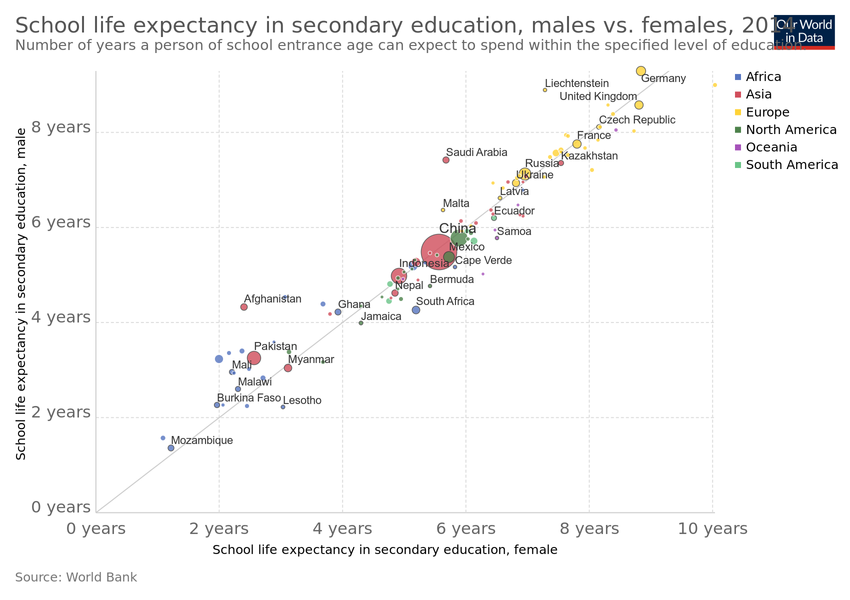 School life expectancy in secondary education, males vs. females, 2014
Our World
in Data
Number of years a person of school entrance age can expect to spend within the specified level of education
Germany
Liechtenstein
United Kingdom
Czech Republic
France
Saudi Arabia
Kazakhstan
Russia
Ukraine
Latvia
Malta
Ecuador
China
Samoa
Mexico
Cape Verde
Indonesia
Bermuda
Nepal
Afghanistan
Ghana
South Africa
Jamaica
Pakistan
Myanmar
Mali
Malawi
Burkina Faso
Lesotho
Mozambique
Africa
Asia
Europe
North America
Oceania
South America
School life expectancy in secondary education, male
8 years
6 years
4 years
2 years
0 years
0 years
2 years
4 years
6 years
8 years
10 years
School life expectancy in secondary education, female
Source: World Bank